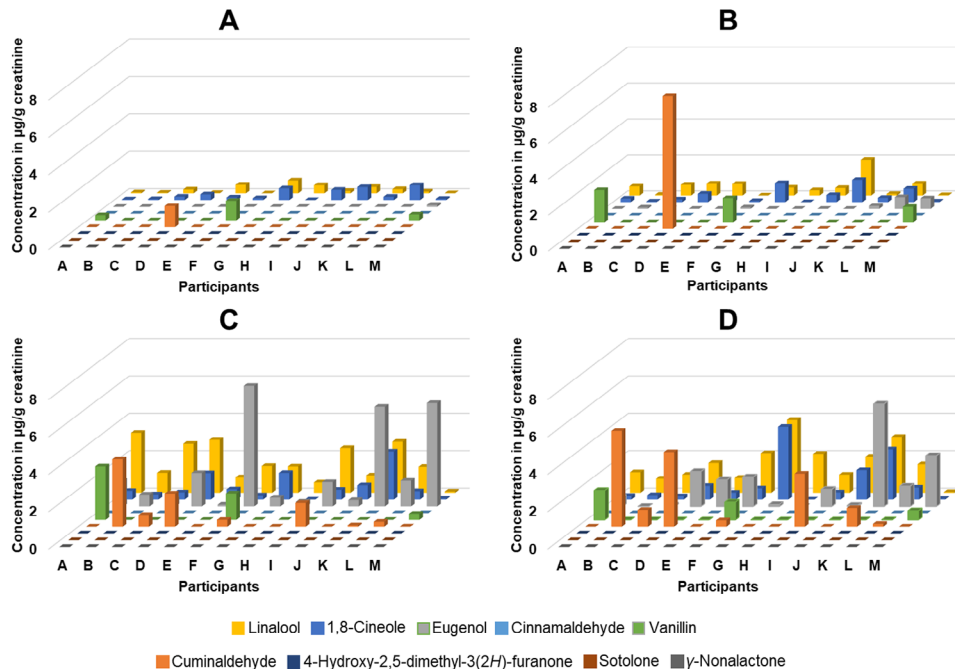 A
B
Concentration in µg/g creatinine
8
6
4
2
0
A B C D E F G H I J K L M
Participants
Concentration in µg/g creatinine
8
6
4
2
0
A B C D E F G H I J K L M
Participants
C
D
Concentration in µg/g creatinine
8
6
4
2
0
A B C D E F G H I J K L M
Participants
Concentration in µg/g creatinine
8
6
4
2
0
A B C D E F G H I J K L M
Participants
Linalool 1,8-Cineole Eugenol Cinnamaldehyde Vanillin
Cuminaldehyde 4-Hydroxy-2,5-dimethyl-3(2H)-furanone Sotolone γ-Nonalactone